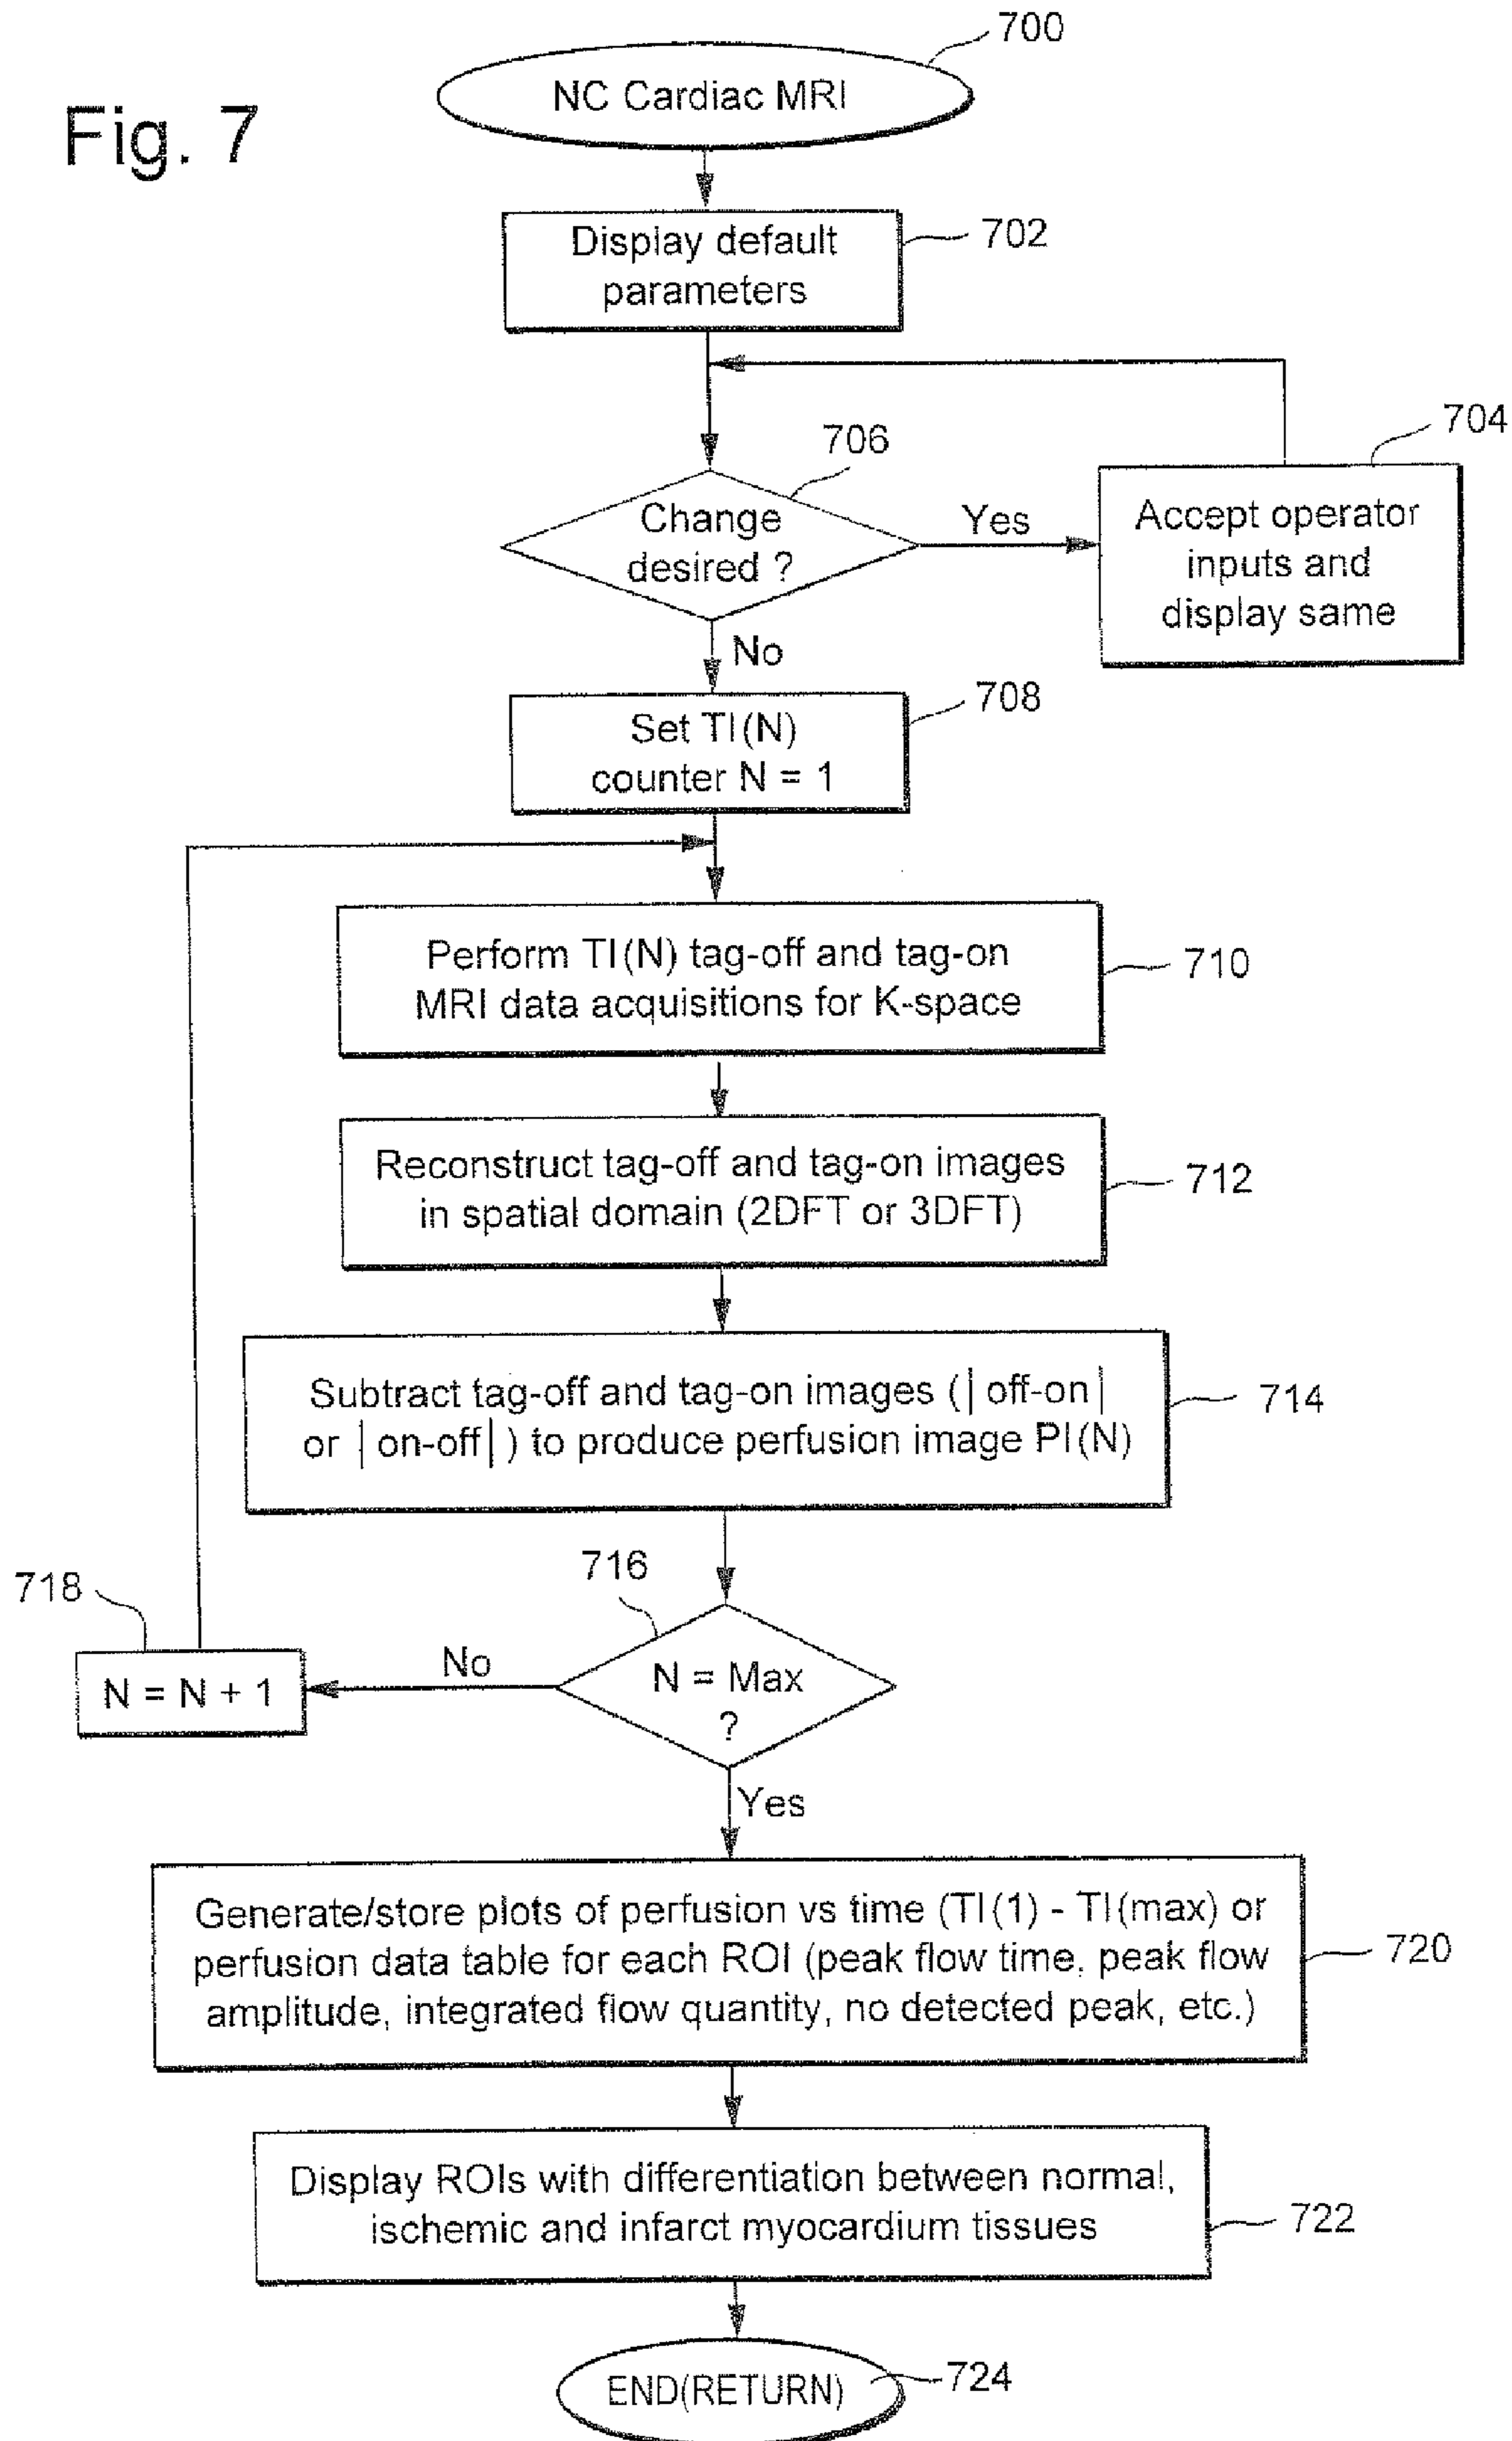 Fig. 7
700
NC Cardiac MRI
702
Display default
parameters
704
706
Change
desired ?
Yes
Accept operator
inputs and
display same
No
708
Set TI(N)
counter N = 1
710
Perform TI(N) tag-off and tag-on
MRI data acquisitions for K-space
712
Reconstruct tag-off and tag-on images
in spatial domain (2DFT or 3DFT)
714
Subtract tag-off and tag-on images (|off-on|
or |on-off|) to produce perfusion image PI(N)
716
718
N = Max
?
No
N = N + 1
Yes
720
Generate/store plots of perfusion vs time (TI(1) - TI(max) or
perfusion data table for each ROI (peak flow time, peak flow
amplitude, integrated flow quantity, no detected peak, etc.)
722
Display ROIs with differentiation between normal,
ischemic and infarct myocardium tissues
724
END(RETURN)